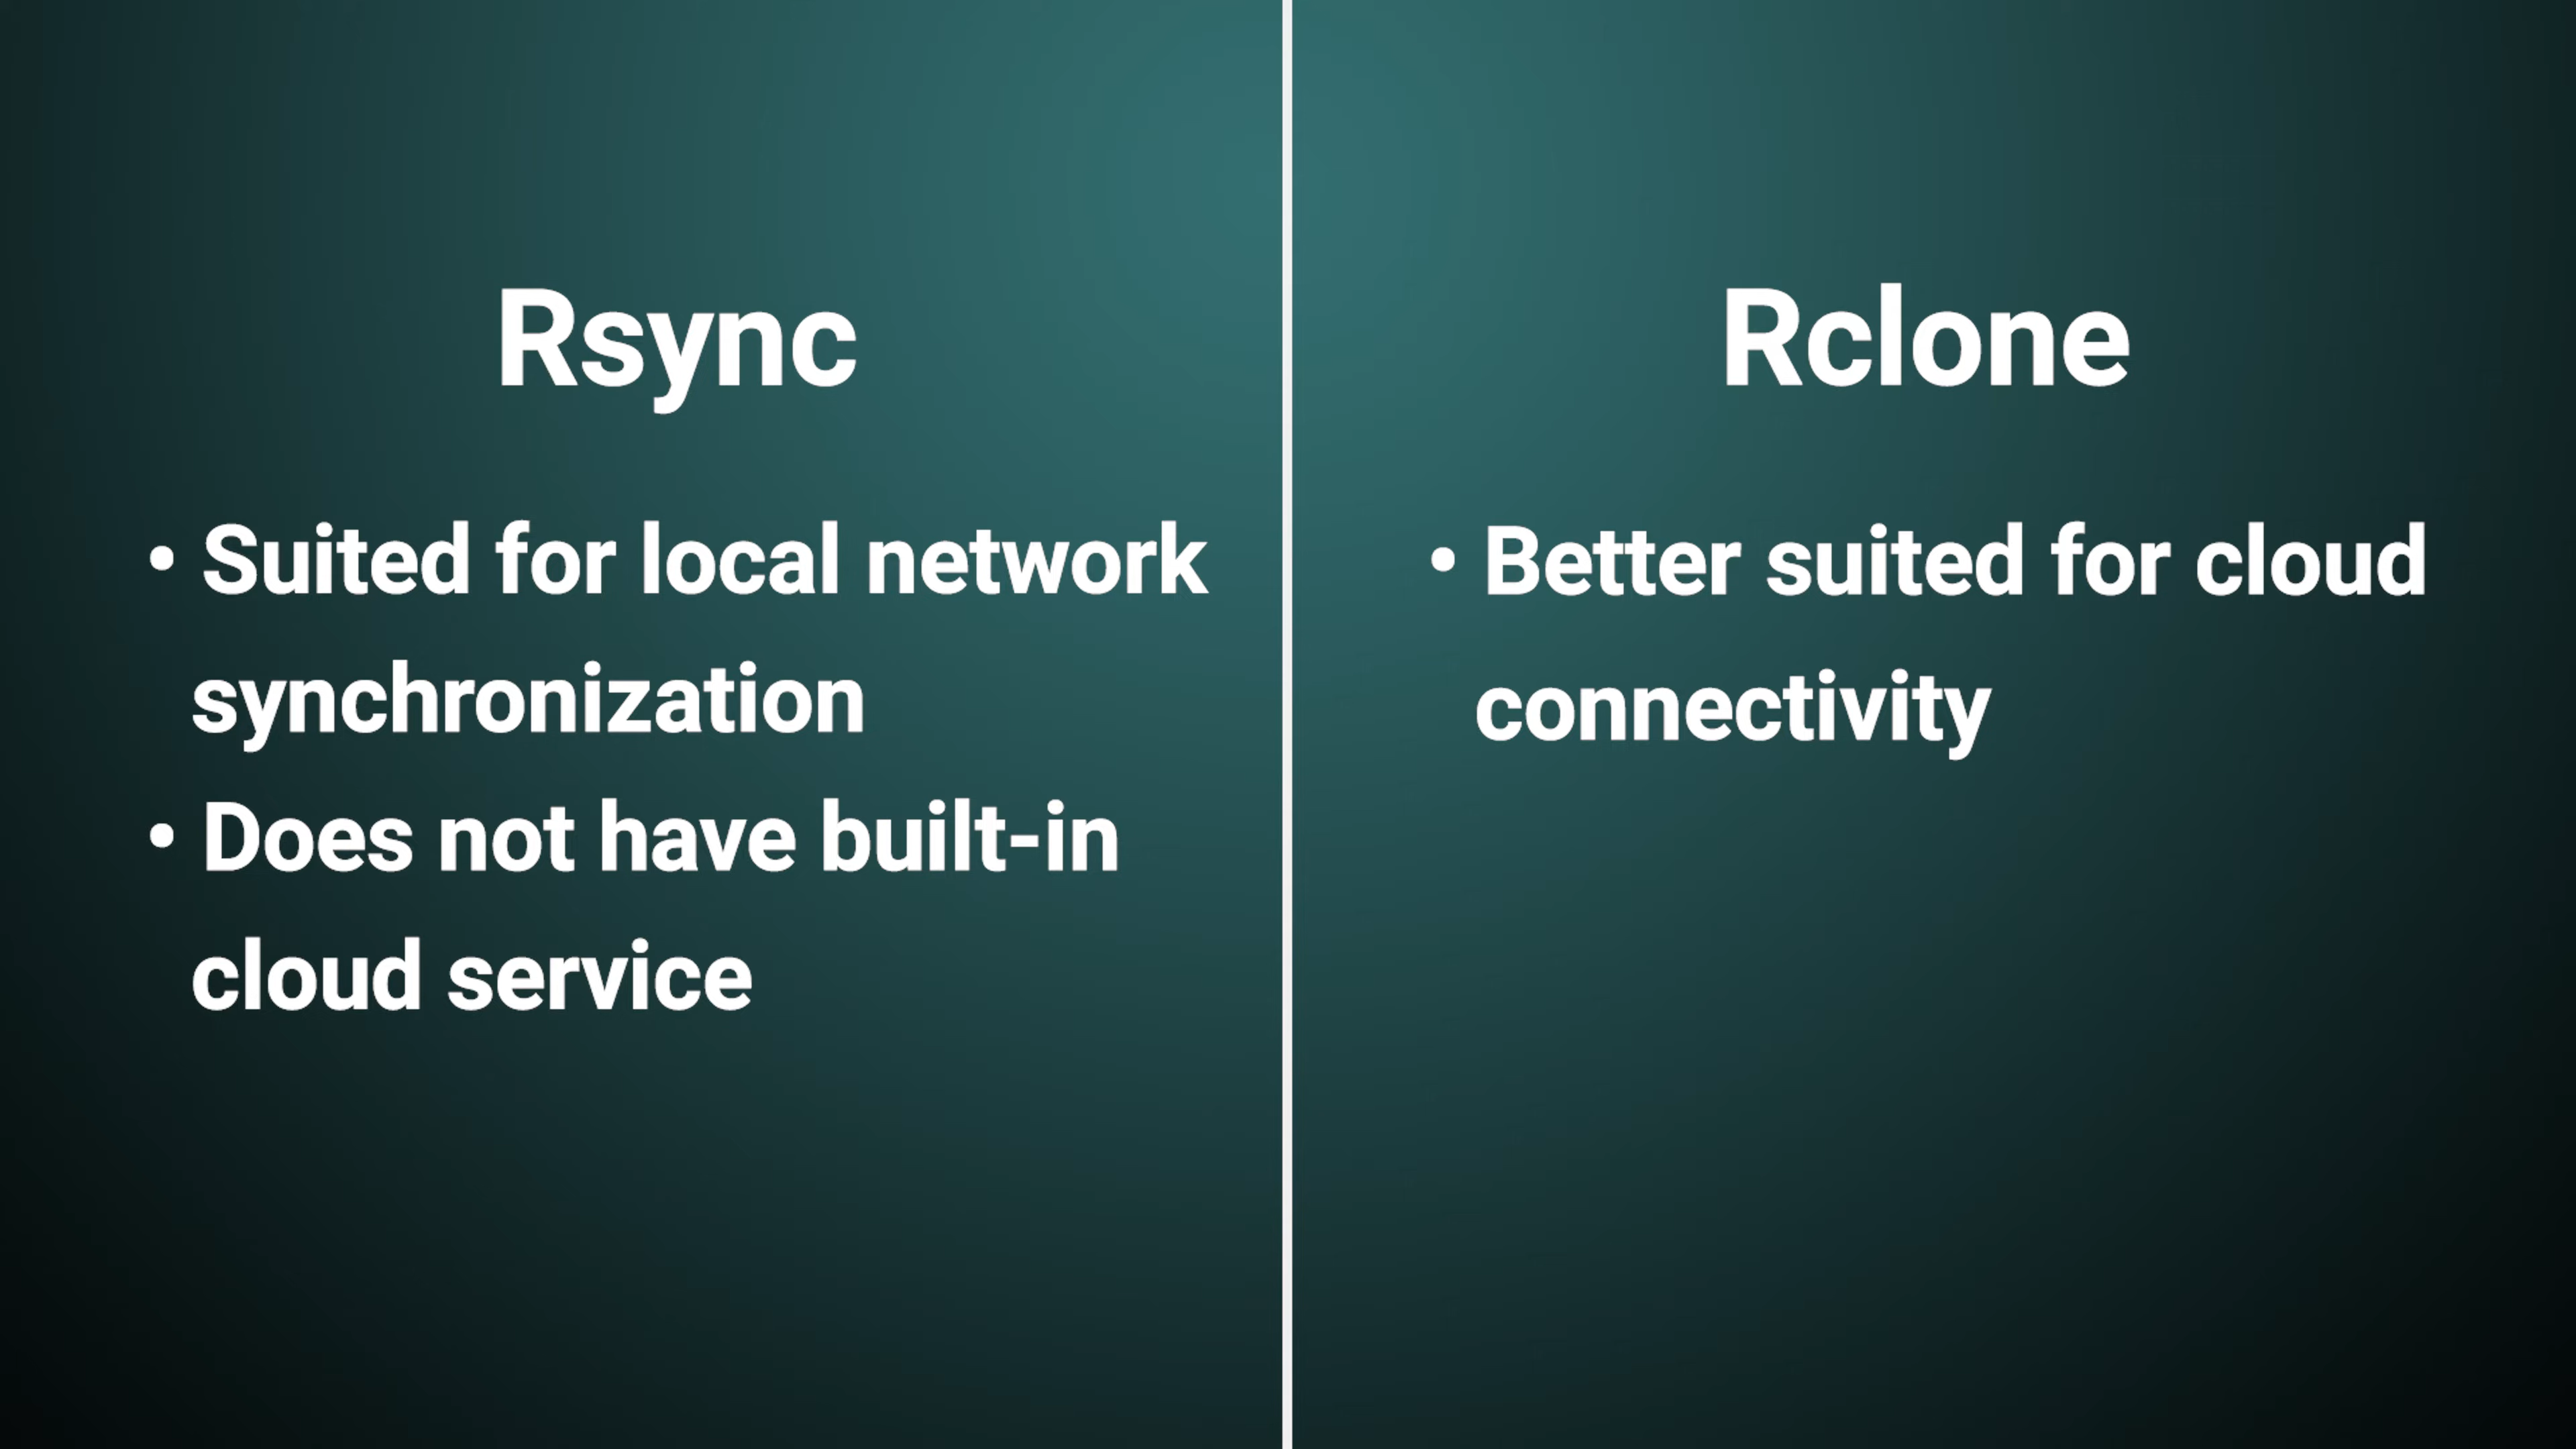 Rsync
• Suited for local network
synchronization
• Does not have built-in
cloud service
Rclone
• Better suited for cloud
connectivity